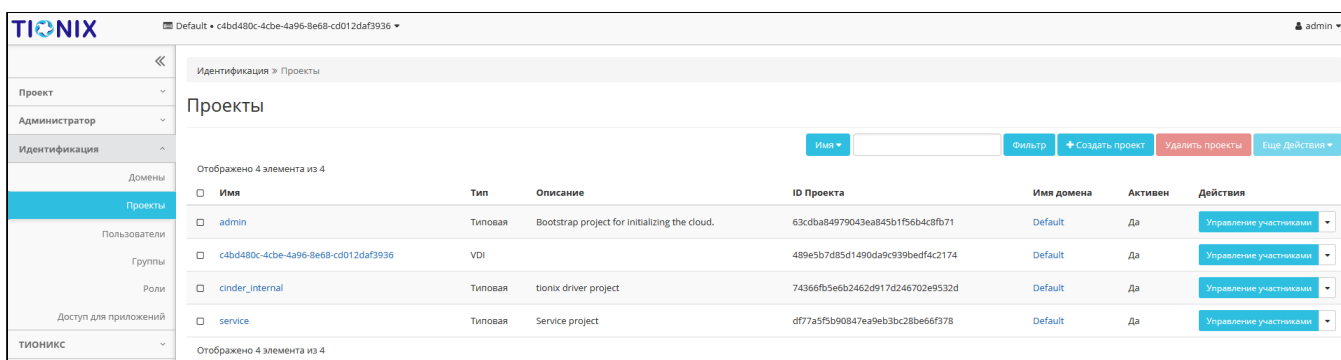 TIONIX
Default • c4bd480c-4cbe-4a96-8e68-cd012daf3936
admin
Идентификация » Проекты
Проект
Администратор
Идентификация
Домены
Проекты
Пользователи
Группы
Роли
Доступ для приложений
ТИОНИКС
Проекты
Имя Фильтр + Создать проект Удалить проекты Еще Действия
Отображено 4 элемента из 4
Имя Тип Описание ID Проекта Имя домена Активен Действия
admin Типовая Bootstrap project for initializing the cloud. 63cdba84979043ea845b1f56b4c8fb71 Default Да Управление участниками
c4bd480c-4cbe-4a96-8e68-cd012daf3936 VDI 489e5b7d85d1490da9c939bedf4c2174 Default Да Управление участниками
cinder_internal Типовая tionix driver project 74366fb5e6b2462d917d246702e9532d Default Да Управление участниками
service Типовая Service project df77a5f5b90847ea9eb3bc28be66f378 Default Да Управление участниками
Отображено 4 элемента из 4